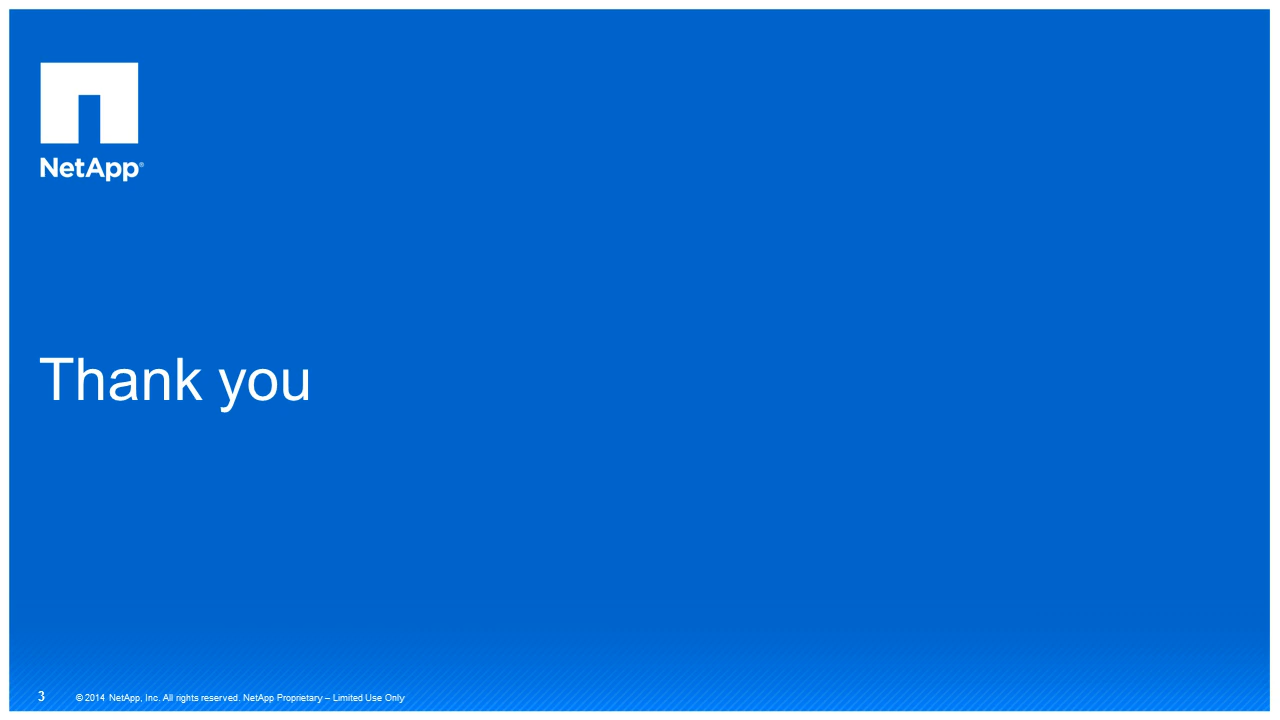 NetApp®
Thank you
3 © 2014 NetApp, Inc. All rights reserved. NetApp Proprietary – Limited Use Only